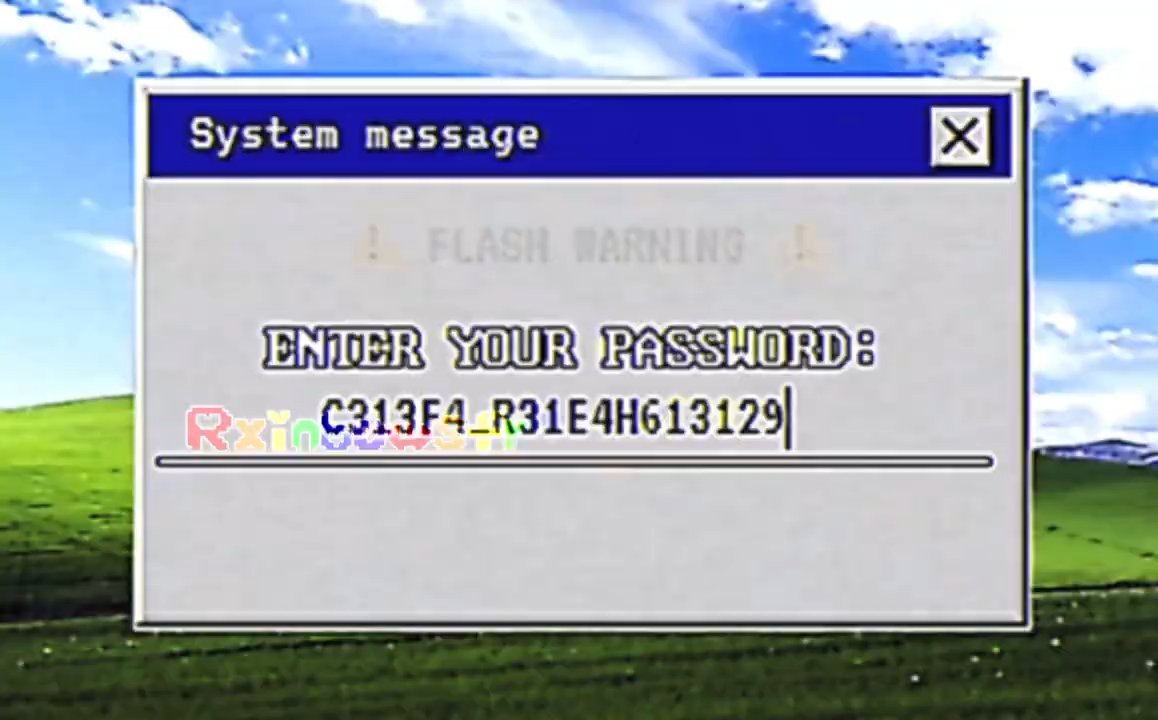 System message
⚠ FLASH WARNING ⚠
ENTER YOUR PASSWORD:
C313F4_R31E4H613129